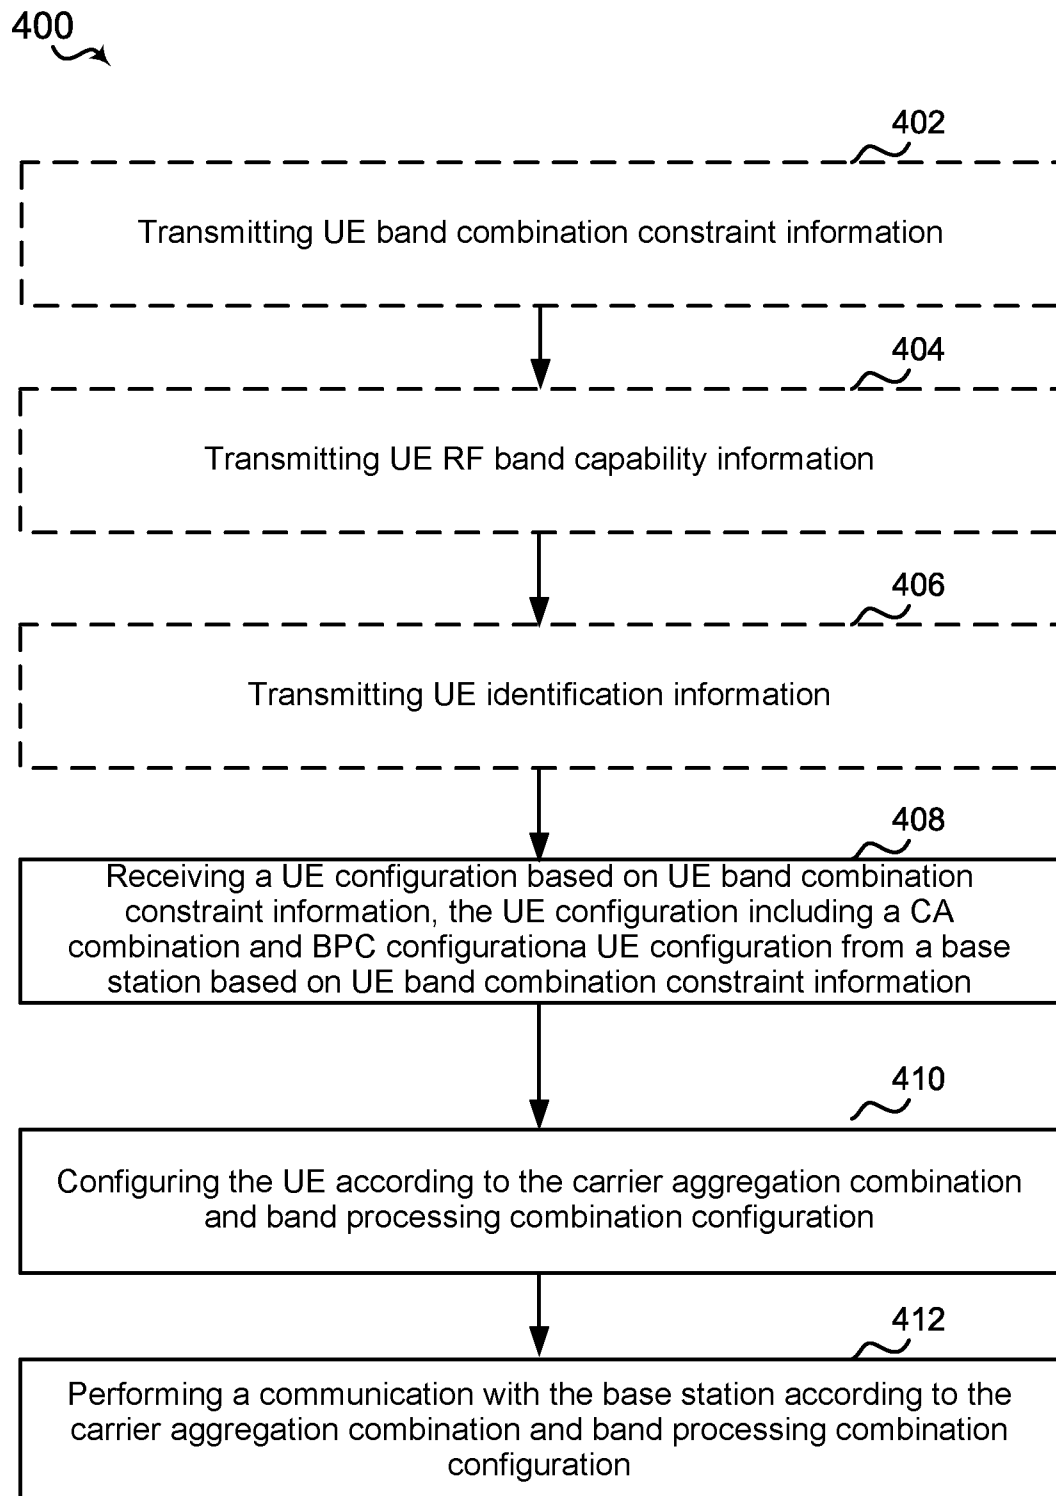 400
402
Transmitting UE band combination constraint information
404
Transmitting UE RF band capability information
406
Transmitting UE identification information
408
Receiving a UE configuration based on UE band combination
constraint information, the UE configuration including a CA
combination and BPC configurationa UE configuration from a base
station based on UE band combination constraint information
410
Configuring the UE according to the carrier aggregation combination
and band processing combination configuration
412
Performing a communication with the base station according to the
carrier aggregation combination and band processing combination
configuration